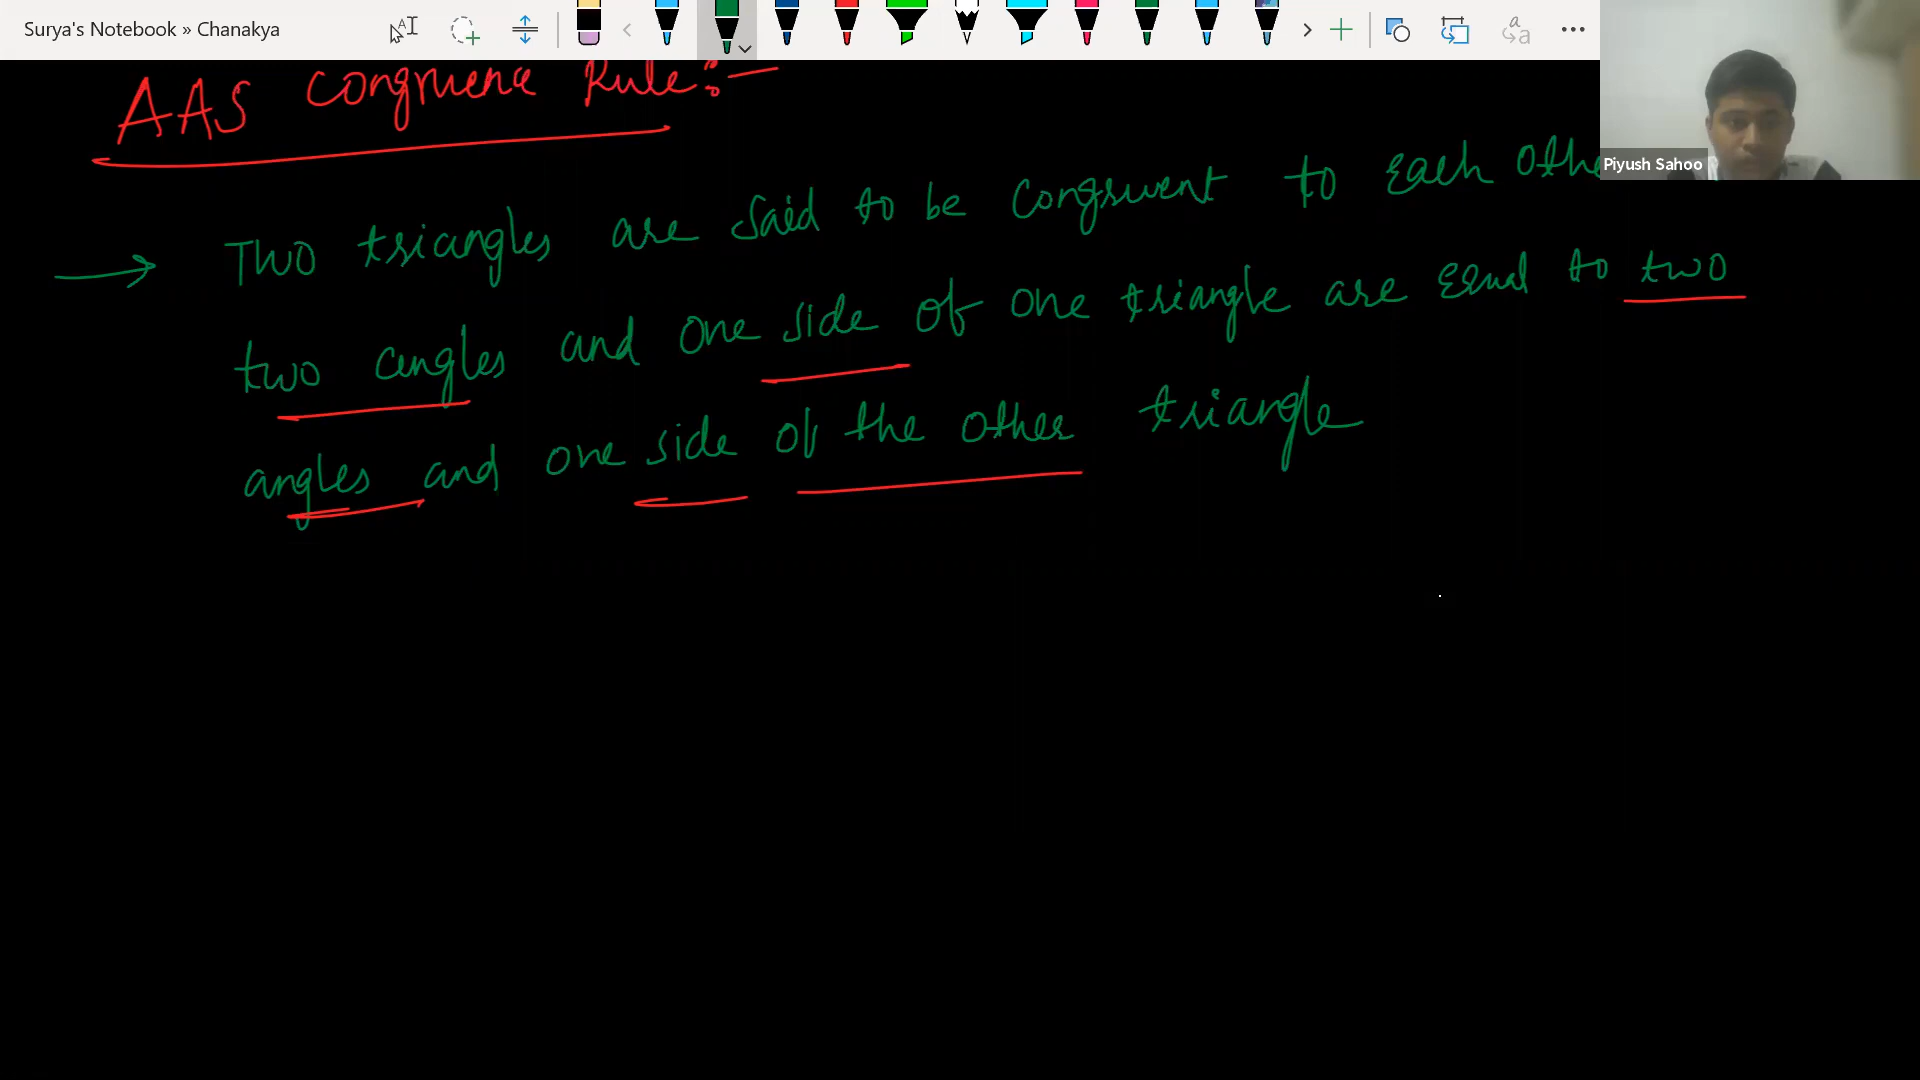 Surya's Notebook » Chanakya
AAS Congruence Rule:-
Piyush Sahoo
→ Two triangles are said to be congruent to each othe
two angles and one side of one triangle are equal to two
angles and one side of the other triangle